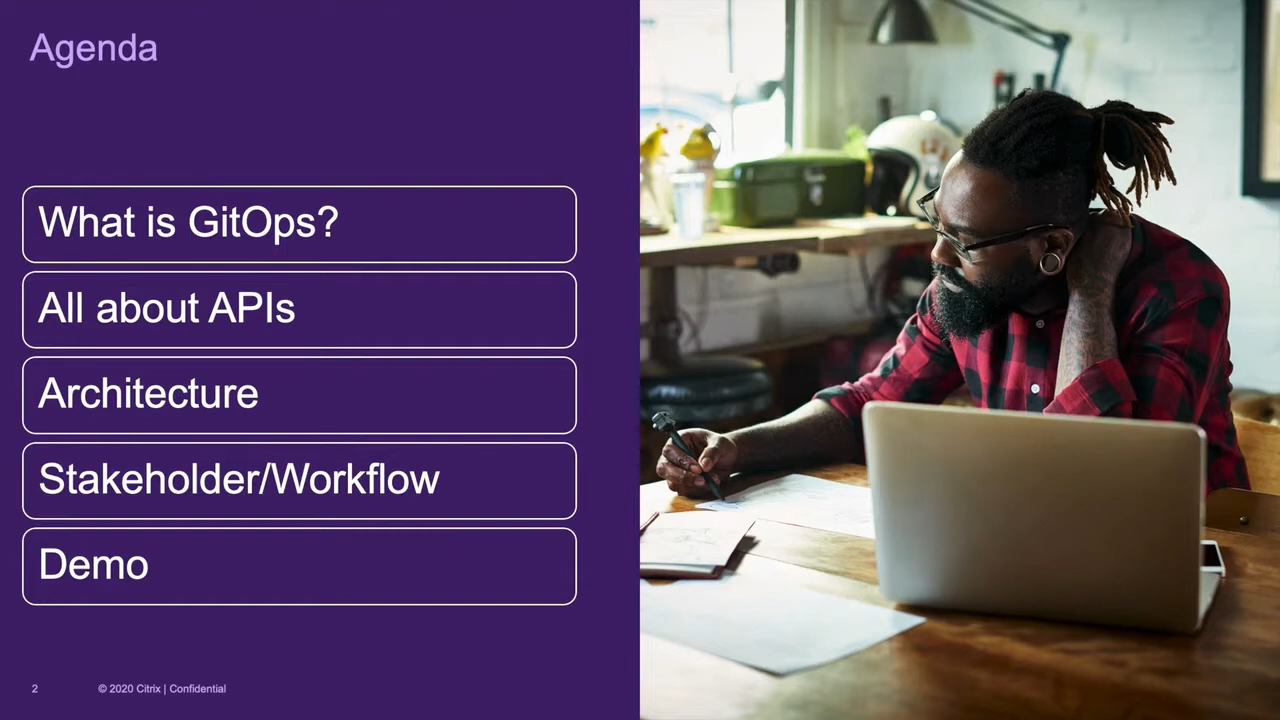 Agenda
What is GitOps?
All about APIs
Architecture
Stakeholder/Workflow
Demo
2 © 2020 Citrix | Confidential